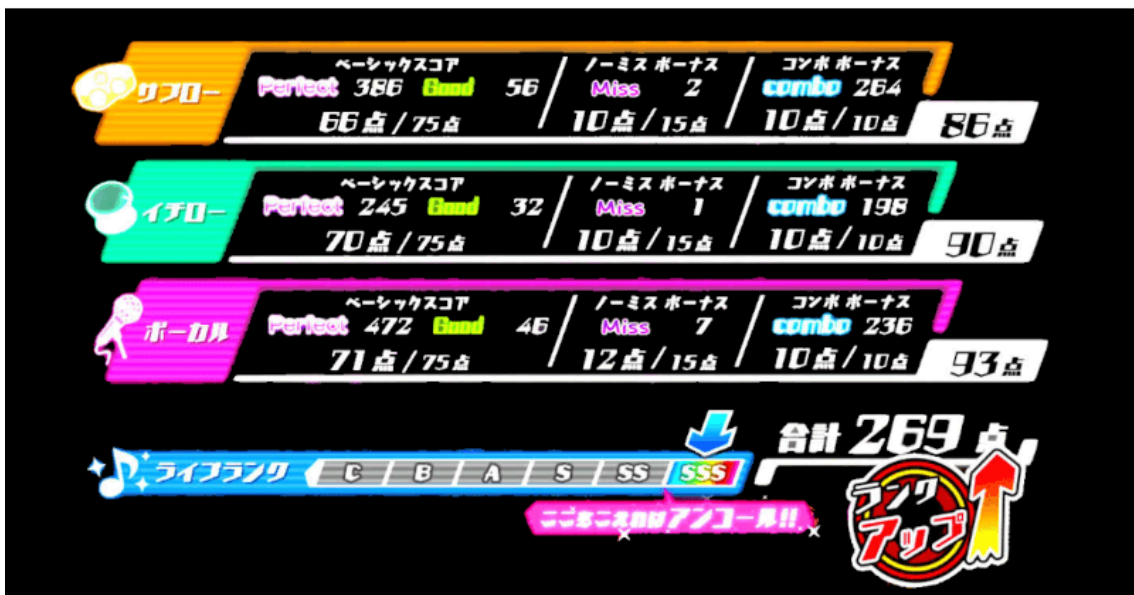 サブロー
ベーシックスコア ノーミス ボーナス コンボ ボーナス
Perfect 386 Good 56 Miss 2 combo 264
66点/75点 10点/15点 10点/10点 86点
イチロー
ベーシックスコア ノーミス ボーナス コンボ ボーナス
Perfect 245 Good 32 Miss 1 combo 198
70点/75点 10点/15点 10点/10点 90点
ボーカル
ベーシックスコア ノーミス ボーナス コンボ ボーナス
Perfect 472 Good 46 Miss 7 combo 236
71点/75点 12点/15点 10点/10点 93点
合計 269 点
ライブランク C B A S SS SSS
アンコール!!
ランク
アップ